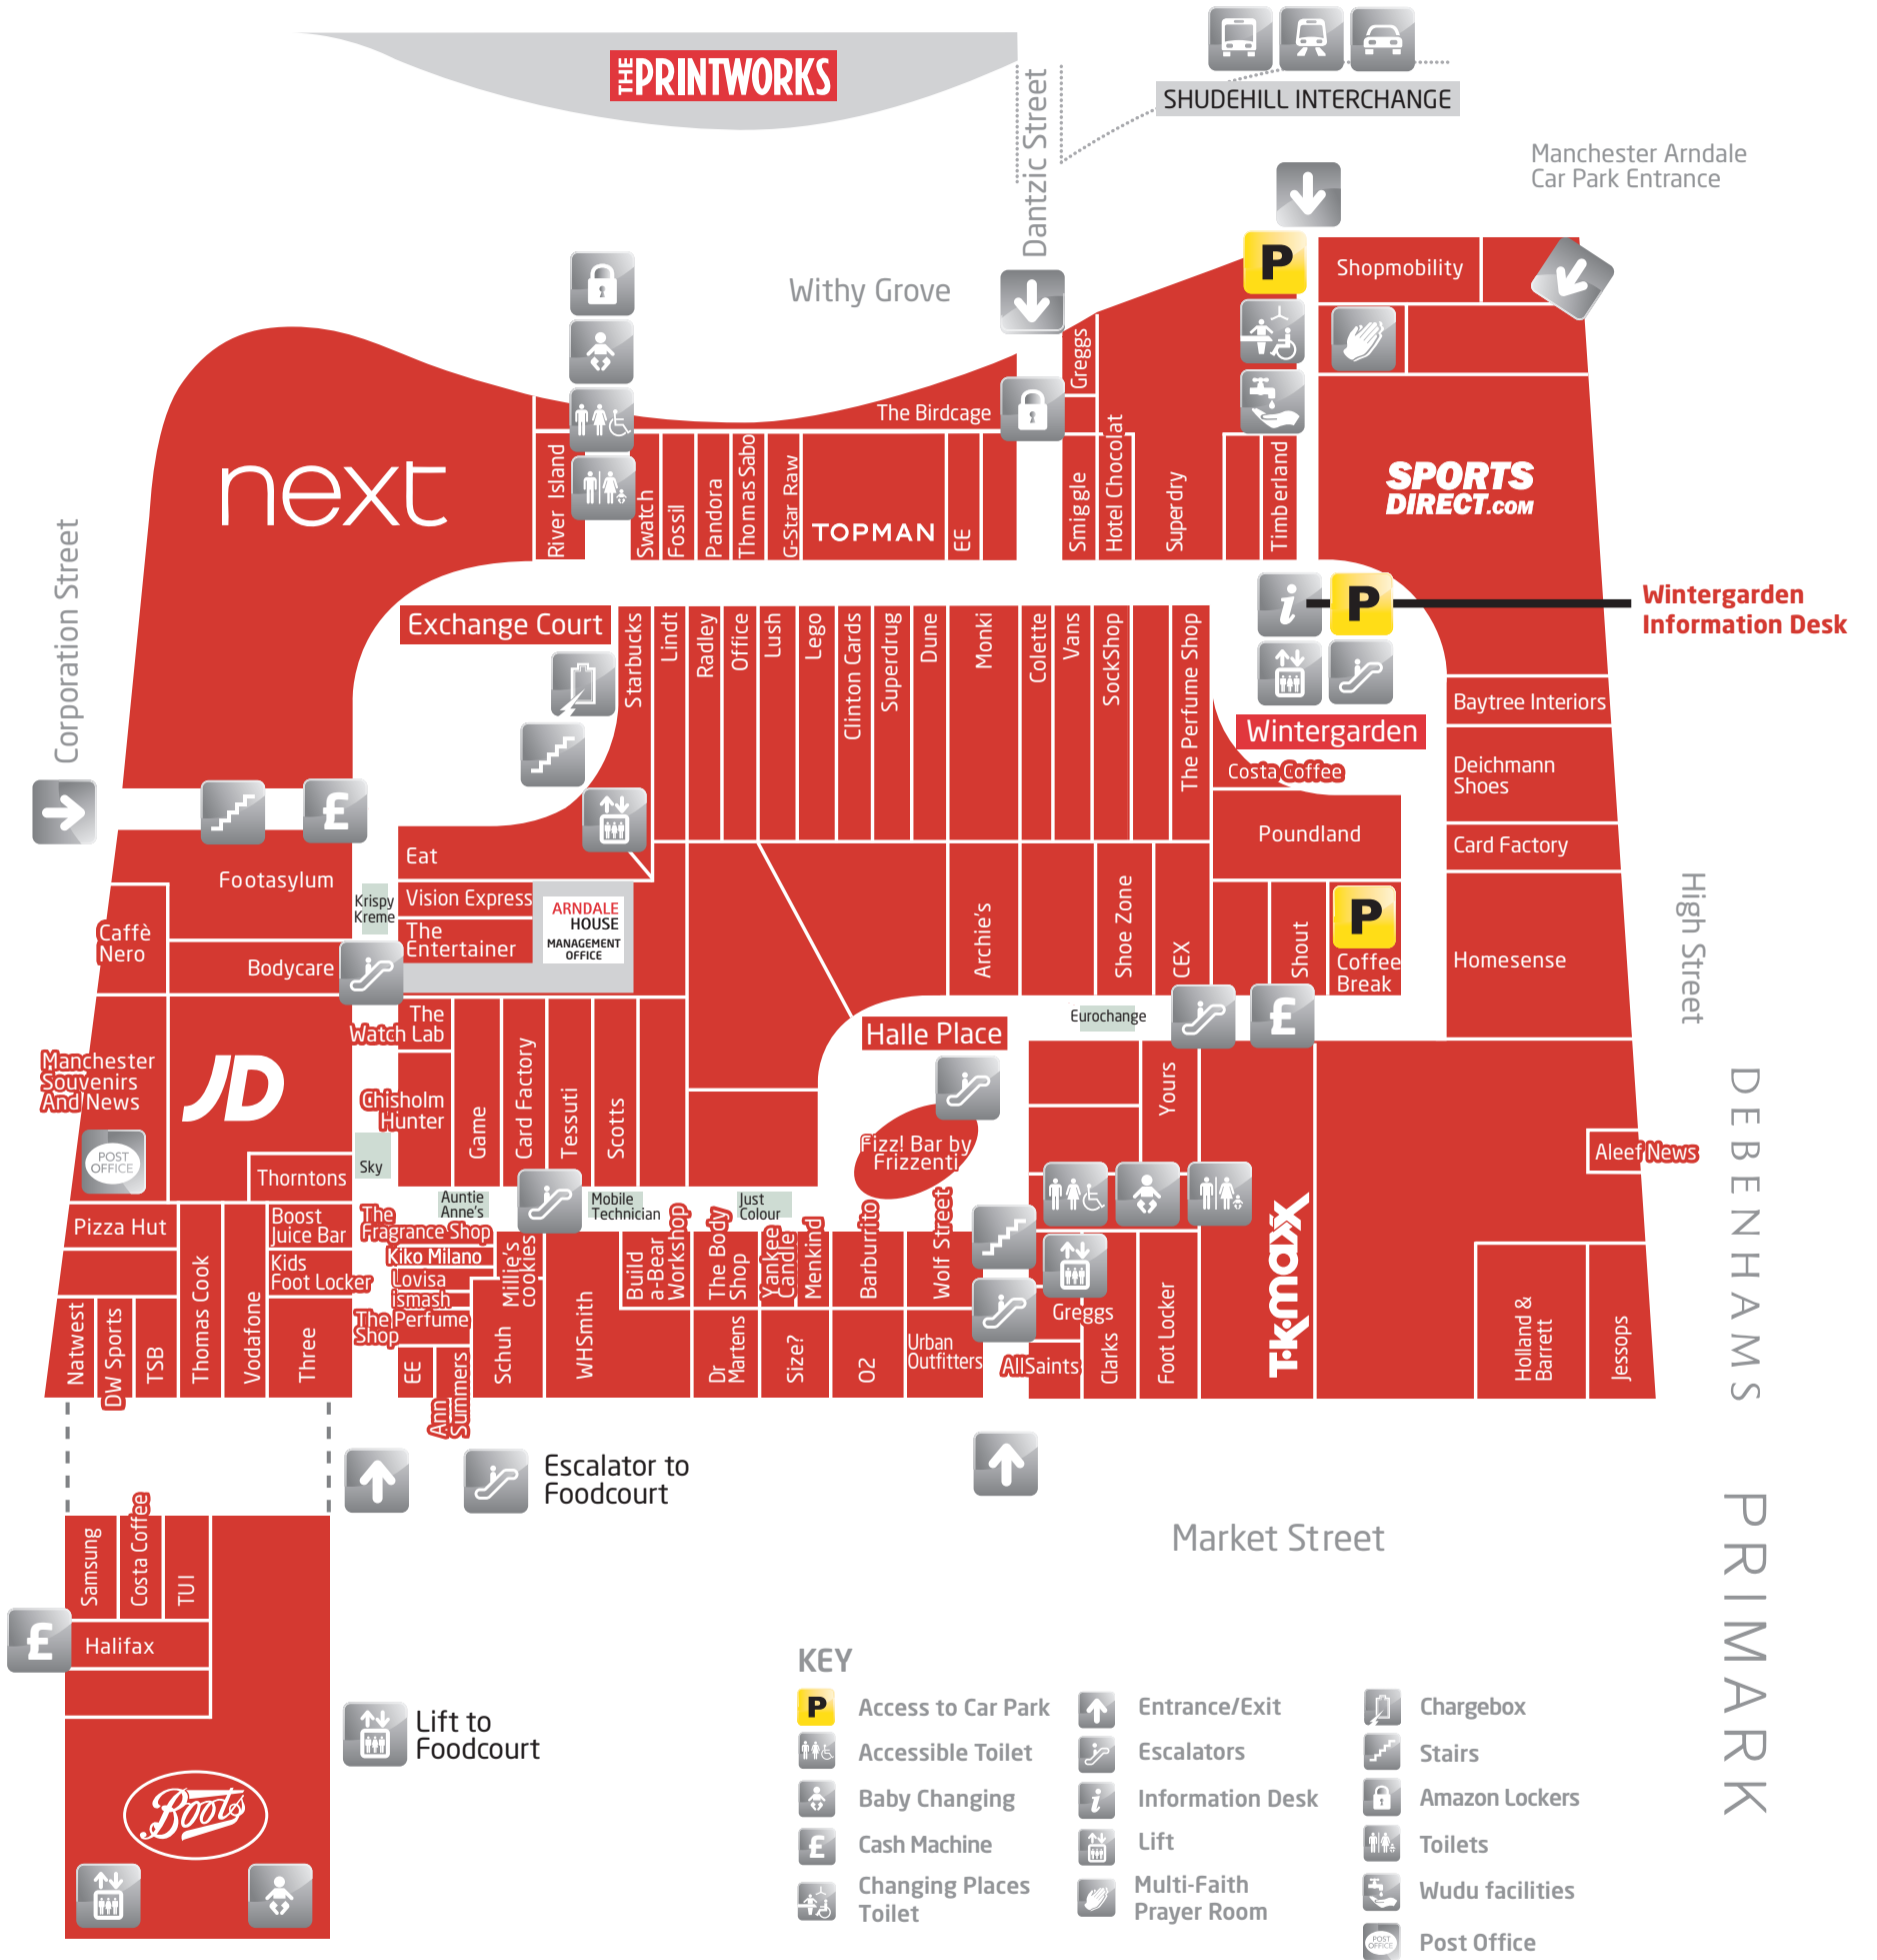 THE PRINTWORKS
SHUDEHILL INTERCHANGE
Dantzic Street
Manchester Arndale
Car Park Entrance
Withy Grove
P
Shopmobility
Greggs
The Birdcage
next
River Island
Swatch
Fossil
Pandora
Thomas Sabo
G-Star Raw
TOPMAN
EE
Smiggle
Hotel Chocolat
Superdry
Timberland
SPORTS
DIRECT.COM
Corporation Street
Exchange Court
Starbucks
Lindt
Radley
Office
Lush
Lego
Clinton Cards
Superdrug
Dune
Monki
Colette
Vans
SockShop
The Perfume Shop
i
P
Wintergarden
Information Desk
Wintergarden
Costa Coffee
Baytree Interiors
Deichmann
Shoes
Poundland
Card Factory
£
Eat
Footasylum
Krispy
Kreme
Vision Express
The
Entertainer
ARNDALE
HOUSE
MANAGEMENT
OFFICE
Caffè
Nero
Bodycare
Archie's
Shoe Zone
CEX
Shout
P
Coffee
Break
Homesense
High Street
The
Watch Lab
Halle Place
Eurochange
£
Manchester
Souvenirs
And News
JD
Chisholm
Hunter
Game
Card Factory
Tessuti
Scotts
Yours
Fizz! Bar by
Frizzenti
Aleef News
DEBENHAMS
POST
OFFICE
Thorntons
Sky
Auntie
Anne's
Mobile
Technician
Just
Colour
Pizza Hut
Boost
Juice Bar
The
Fragrance Shop
Kiko Milano
Kids
Foot Locker
Lovisa
ismash
The Perfume
Shop
Millie's
cookies
Build
a-Bear
Workshop
The Body
Shop
Yankee
Candle
Menkind
Barburrito
Wolf Street
Greggs
TK maxx
Natwest
DW Sports
TSB
Thomas Cook
Vodafone
Three
EE
Ann
Summers
Schuh
WHSmith
Dr
Martens
Size?
O2
Urban
Outfitters
AllSaints
Clarks
Foot Locker
Holland &
Barrett
Jessops
Escalator to
Foodcourt
Market Street
PRIMARK
Samsung
Costa Coffee
TUI
£
Halifax
Lift to
Foodcourt
Boots
KEY
P Access to Car Park
Accessible Toilet
Baby Changing
£ Cash Machine
Changing Places
Toilet
Entrance/Exit
Escalators
i Information Desk
Lift
Multi-Faith
Prayer Room
Chargebox
Stairs
Amazon Lockers
Toilets
Wudu facilities
POST
OFFICE
Post Office